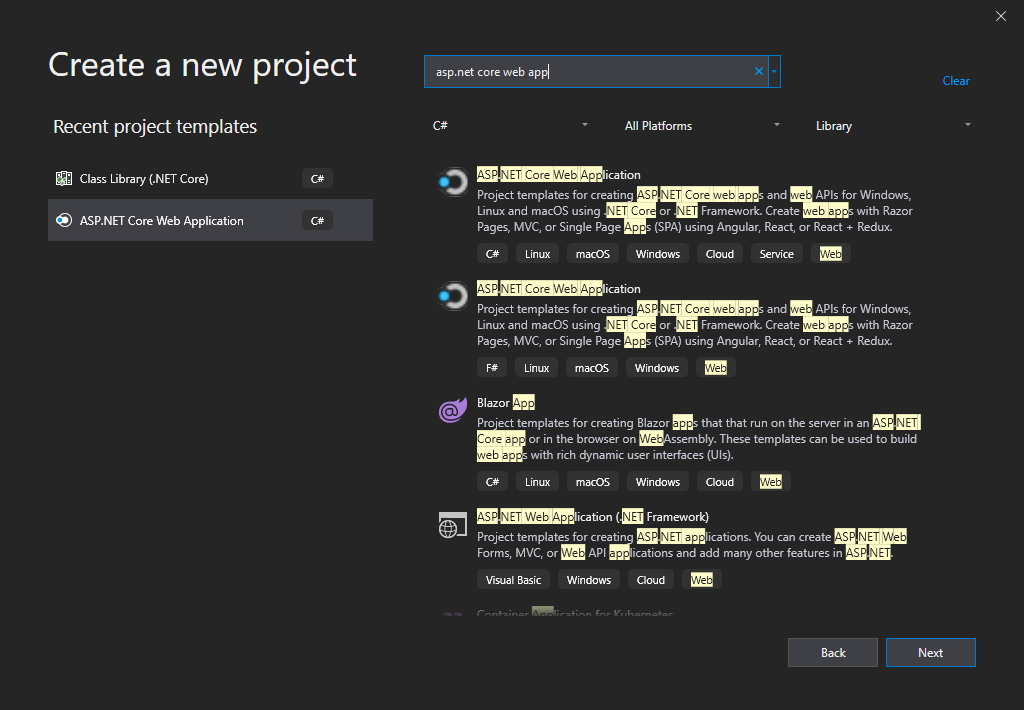 Create a new project
asp.net core web app
Clear
Recent project templates
C#
All Platforms
Library
Class Library (.NET Core)
C#
ASP.NET Core Web Application
C#
ASP.NET Core Web Application
Project templates for creating ASP.NET Core web apps and web APIs for Windows,
Linux and macOS using .NET Core or .NET Framework. Create web apps with Razor
Pages, MVC, or Single Page Apps (SPA) using Angular, React, or React + Redux.
C# Linux macOS Windows Cloud Service Web
ASP.NET Core Web Application
Project templates for creating ASP.NET Core web apps and web APIs for Windows,
Linux and macOS using .NET Core or .NET Framework. Create web apps with Razor
Pages, MVC, or Single Page Apps (SPA) using Angular, React, or React + Redux.
F# Linux macOS Windows Web
Blazor App
Project templates for creating Blazor apps that that run on the server in an ASP.NET
Core app or in the browser on WebAssembly. These templates can be used to build
web apps with rich dynamic user interfaces (UIs).
C# Linux macOS Windows Cloud Web
ASP.NET Web Application (.NET Framework)
Project templates for creating ASP.NET applications. You can create ASP.NET Web
Forms, MVC, or Web API applications and add many other features in ASP.NET.
Visual Basic Windows Cloud Web
Container Application for Kubernetes
Back
Next